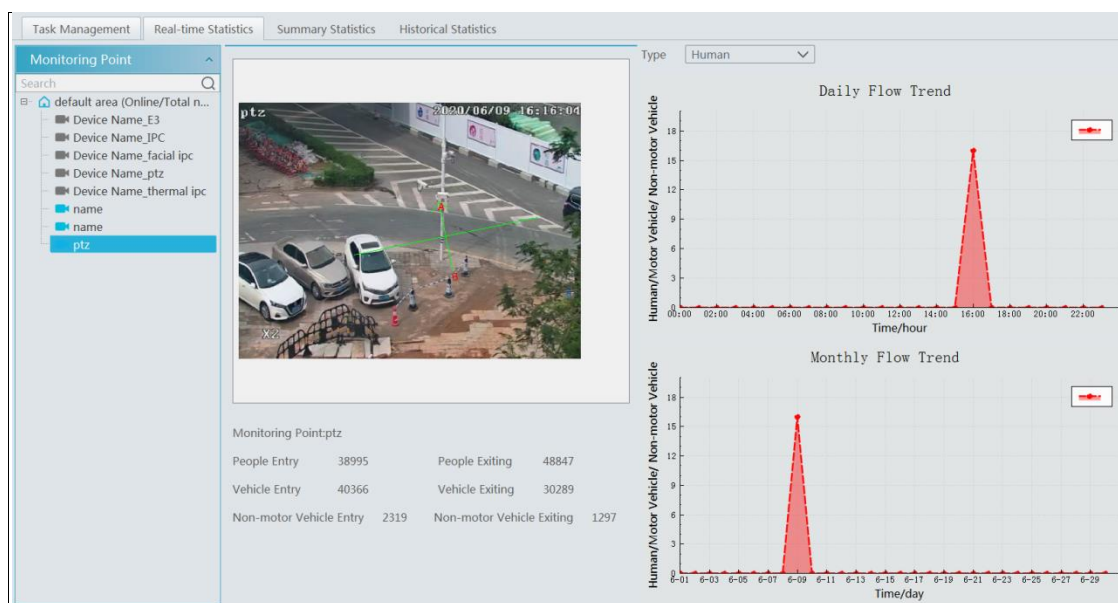 Task Management Real-time Statistics Summary Statistics Historical Statistics
Monitoring Point
Search
default area (Online/Total n...
Device Name_E3
Device Name_IPC
Device Name_facial ipc
Device Name_ptz
Device Name_thermal ipc
name
name
ptz
ptz 2020/06/09 16:16:04
A
B
X2
Monitoring Point:ptz
People Entry 38995 People Exiting 48847
Vehicle Entry 40366 Vehicle Exiting 30289
Non-motor Vehicle Entry 2319 Non-motor Vehicle Exiting 1297
Type Human
Daily Flow Trend
Human/Motor Vehicle/ Non-motor Vehicle
18
15
12
9
6
3
0
00:00 02:00 04:00 06:00 08:00 10:00 12:00 14:00 16:00 18:00 20:00 22:00
Time/hour
Monthly Flow Trend
Human/Motor Vehicle/ Non-motor Vehicle
18
15
12
9
6
3
0
6-01 6-03 6-05 6-07 6-09 6-11 6-13 6-15 6-17 6-19 6-21 6-23 6-25 6-27 6-29
Time/day